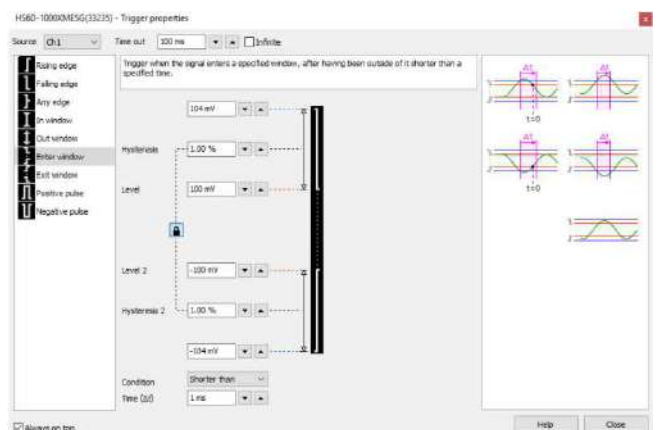 HS6D-1000XMESG(33235) - Trigger properties
Source Ch1 Time out 100 ms Infinite
Rising edge
Falling edge
Any edge
In window
Out window
Enter window
Exit window
Positive pulse
Negative pulse
Trigger when the signal enters a specified window, after having been outside of it shorter than a
specified time.
104 mV
Hysteresis 1.00 %
Level 100 mV
Level 2 -100 mV
Hysteresis 2 1.00 %
-104 mV
Condition Shorter than
Time (Δt) 1 ms
Δt Δt
t=0
Δt Δt
t=0
Always on top Help Close